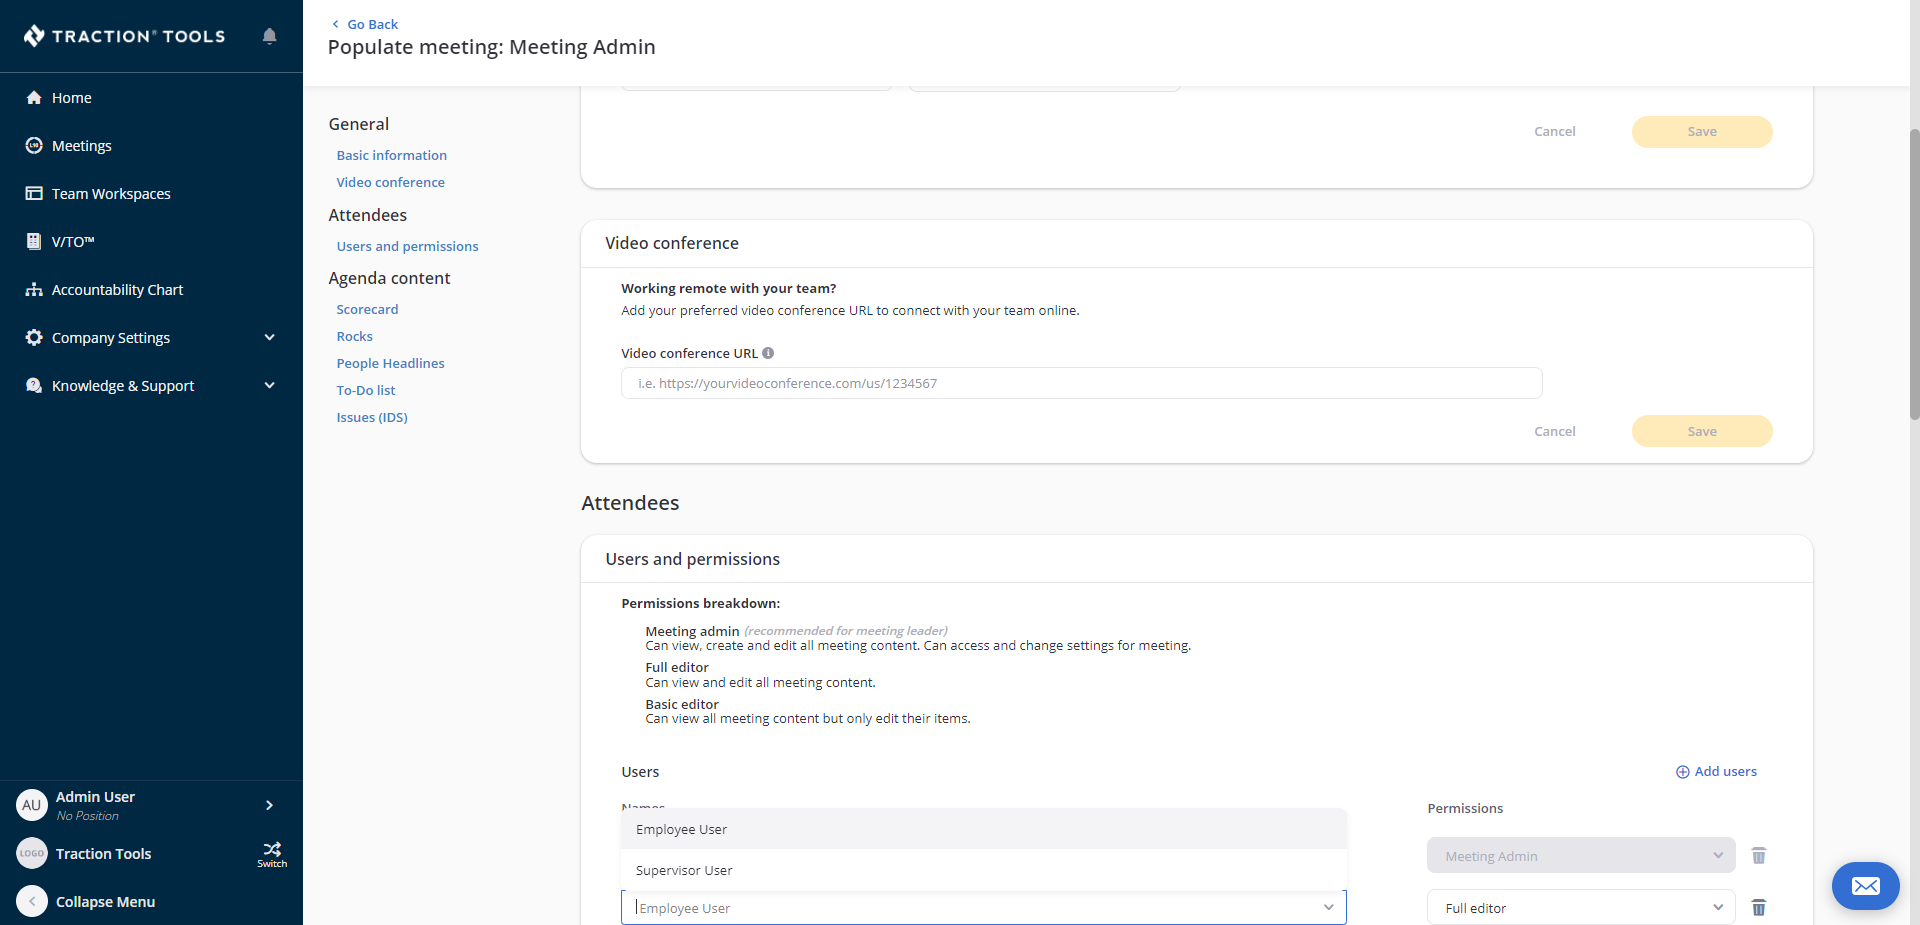 TRACTION® TOOLS
Home
Meetings
Team Workspaces
V/TO™
Accountability Chart
Company Settings
Knowledge & Support
AU
Admin User
No Position
LOGO
Traction Tools
Switch
Collapse Menu
Go Back
Populate meeting: Meeting Admin
General
Basic information
Video conference
Attendees
Users and permissions
Agenda content
Scorecard
Rocks
People Headlines
To-Do list
Issues (IDS)
Cancel
Save
Video conference
Working remote with your team?
Add your preferred video conference URL to connect with your team online.
Video conference URL
i.e. https://yourvideoconference.com/us/1234567
Cancel
Save
Attendees
Users and permissions
Permissions breakdown:
Meeting admin (recommended for meeting leader)
Can view, create and edit all meeting content. Can access and change settings for meeting.
Full editor
Can view and edit all meeting content.
Basic editor
Can view all meeting content but only edit their items.
Users
Add users
Names
Permissions
Employee User
Meeting Admin
Supervisor User
Employee User
Full editor